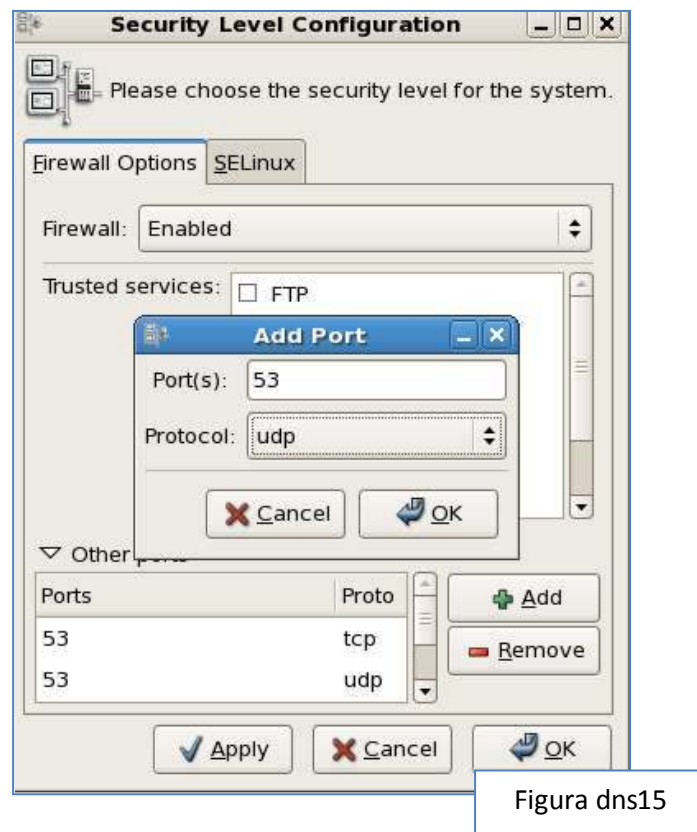 Security Level Configuration
Please choose the security level for the system.
Firewall Options
SELinux
Firewall: Enabled
Trusted services:
FTP
Add Port
Port(s): 53
Protocol: udp
Cancel
OK
Other
Ports Proto
53 tcp
53 udp
Add
Remove
Apply
Cancel
OK
Figura dns15